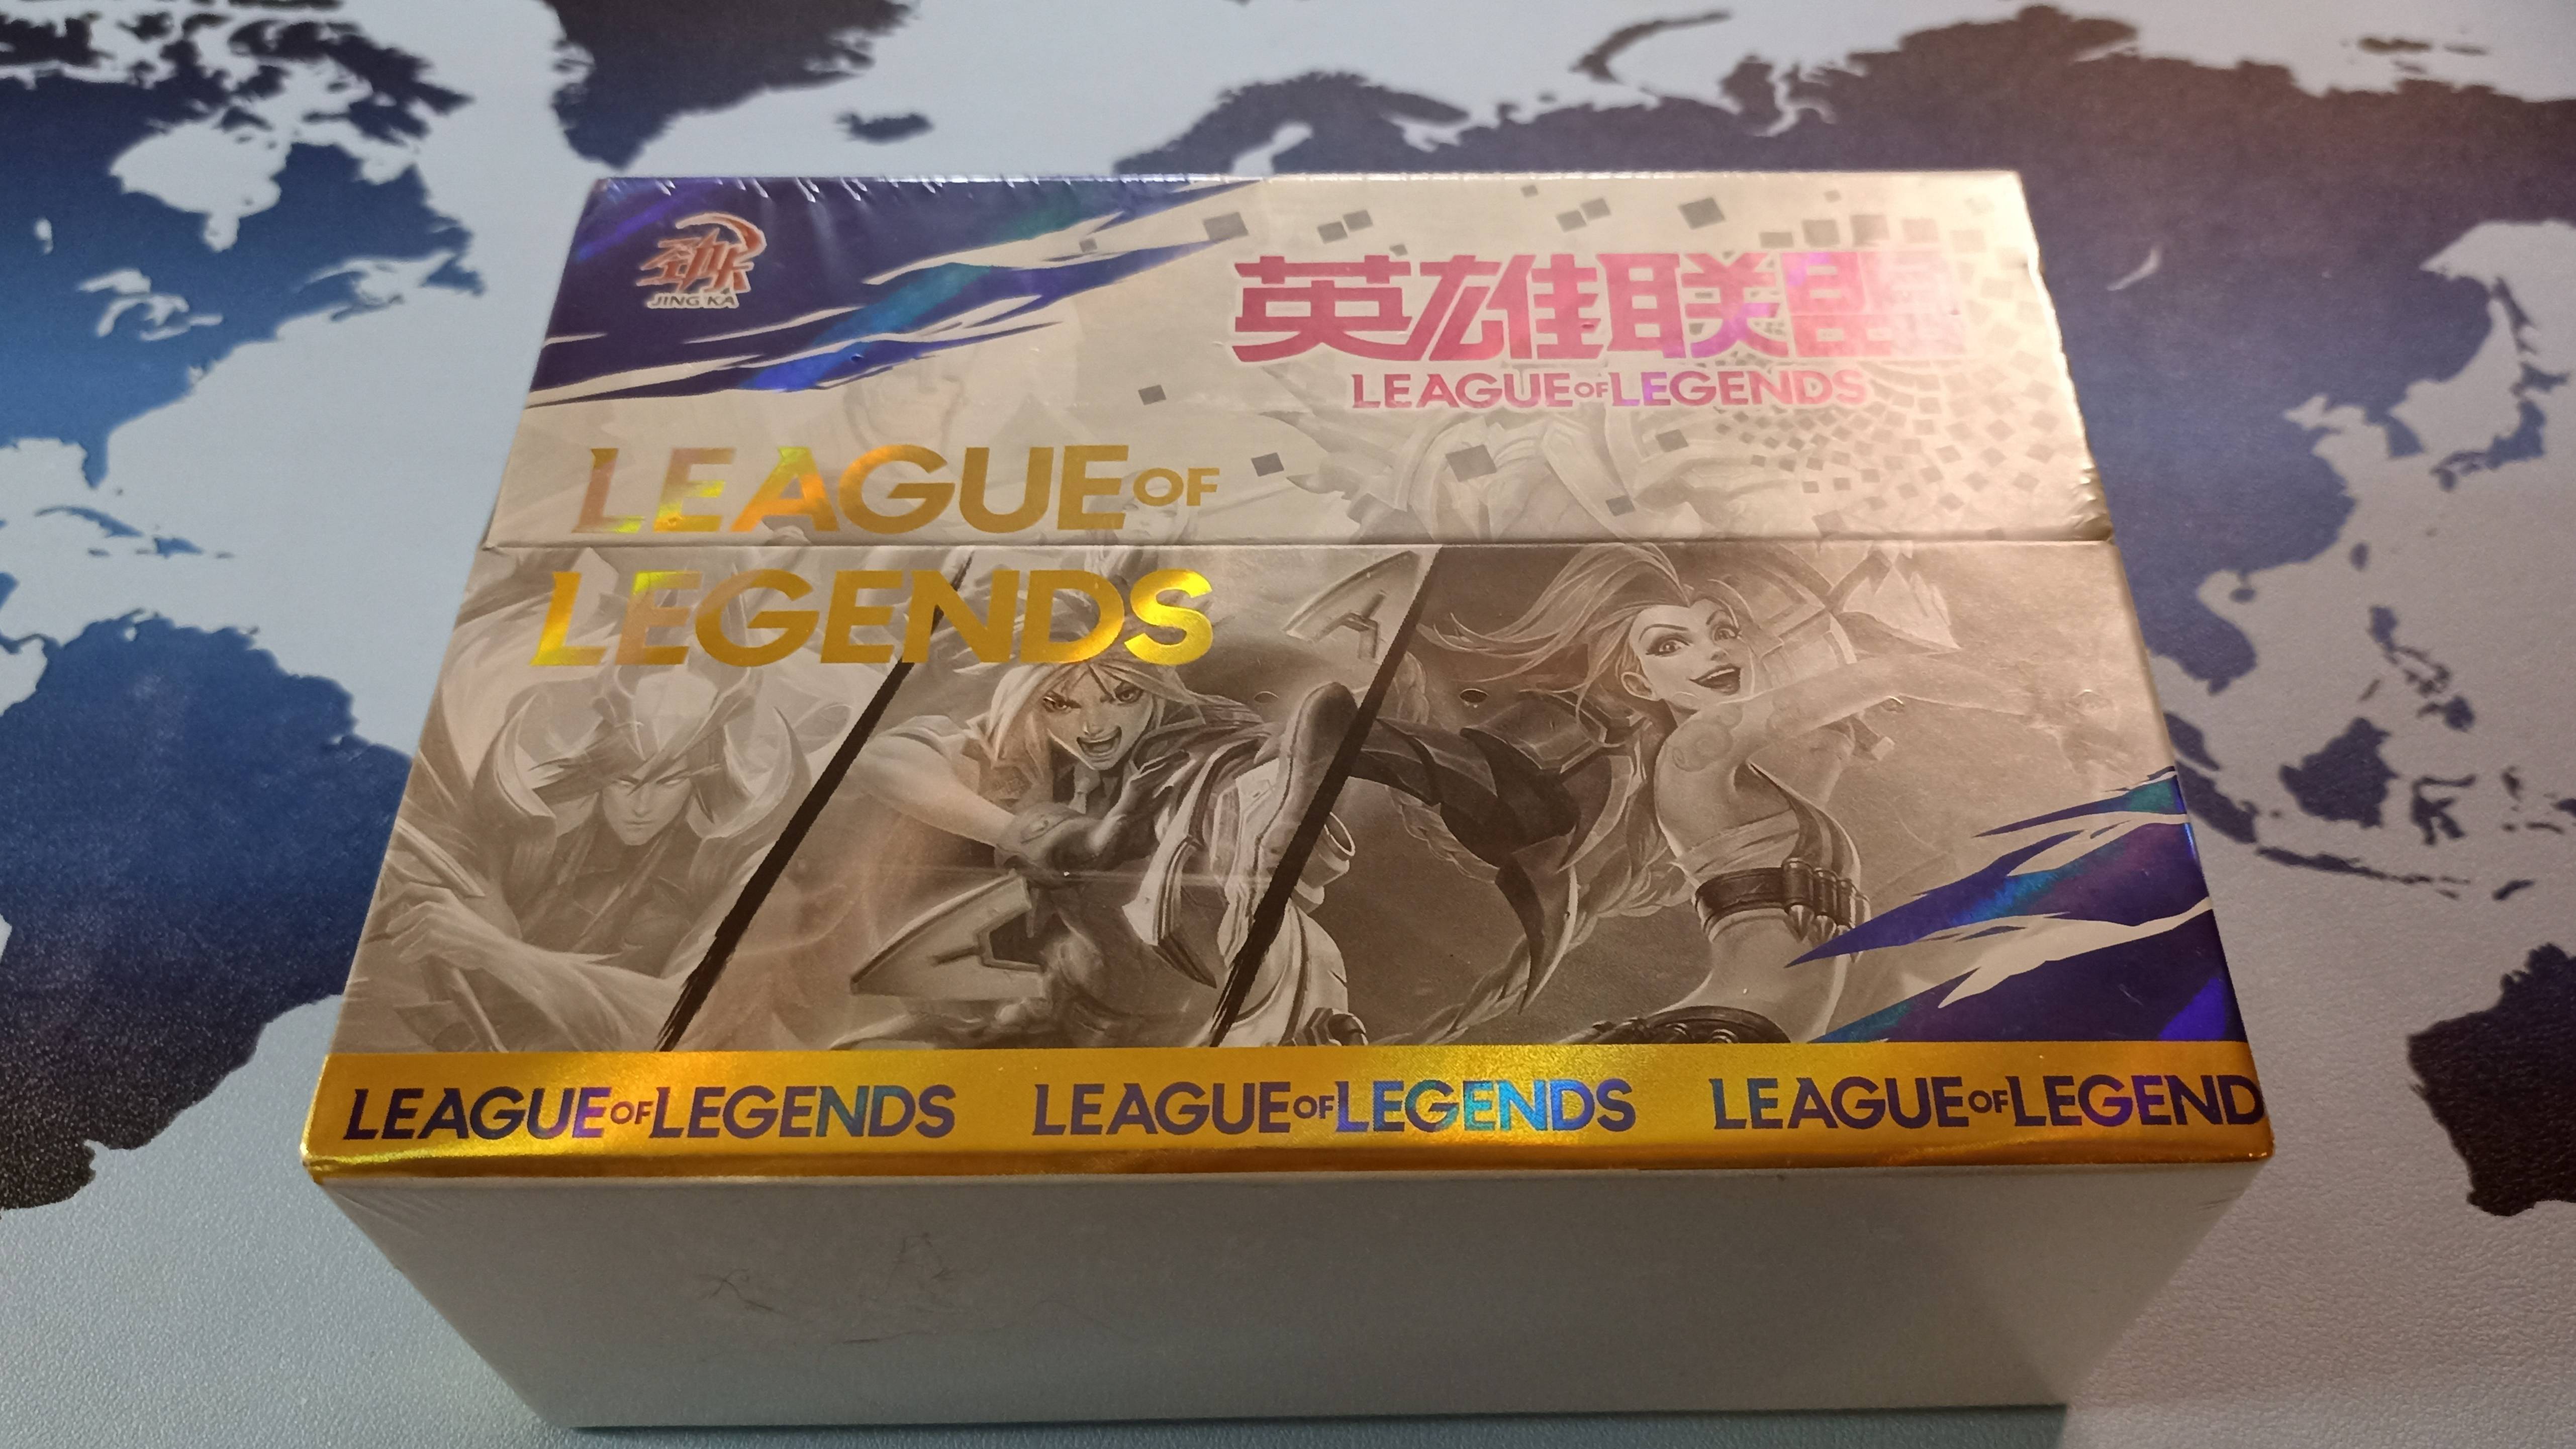 劲卡
JING KA
英雄联盟
LEAGUE OF LEGENDS
LEAGUE OF
LEGENDS
LEAGUE OF LEGENDS LEAGUE OF LEGENDS LEAGUE OF LEGEND